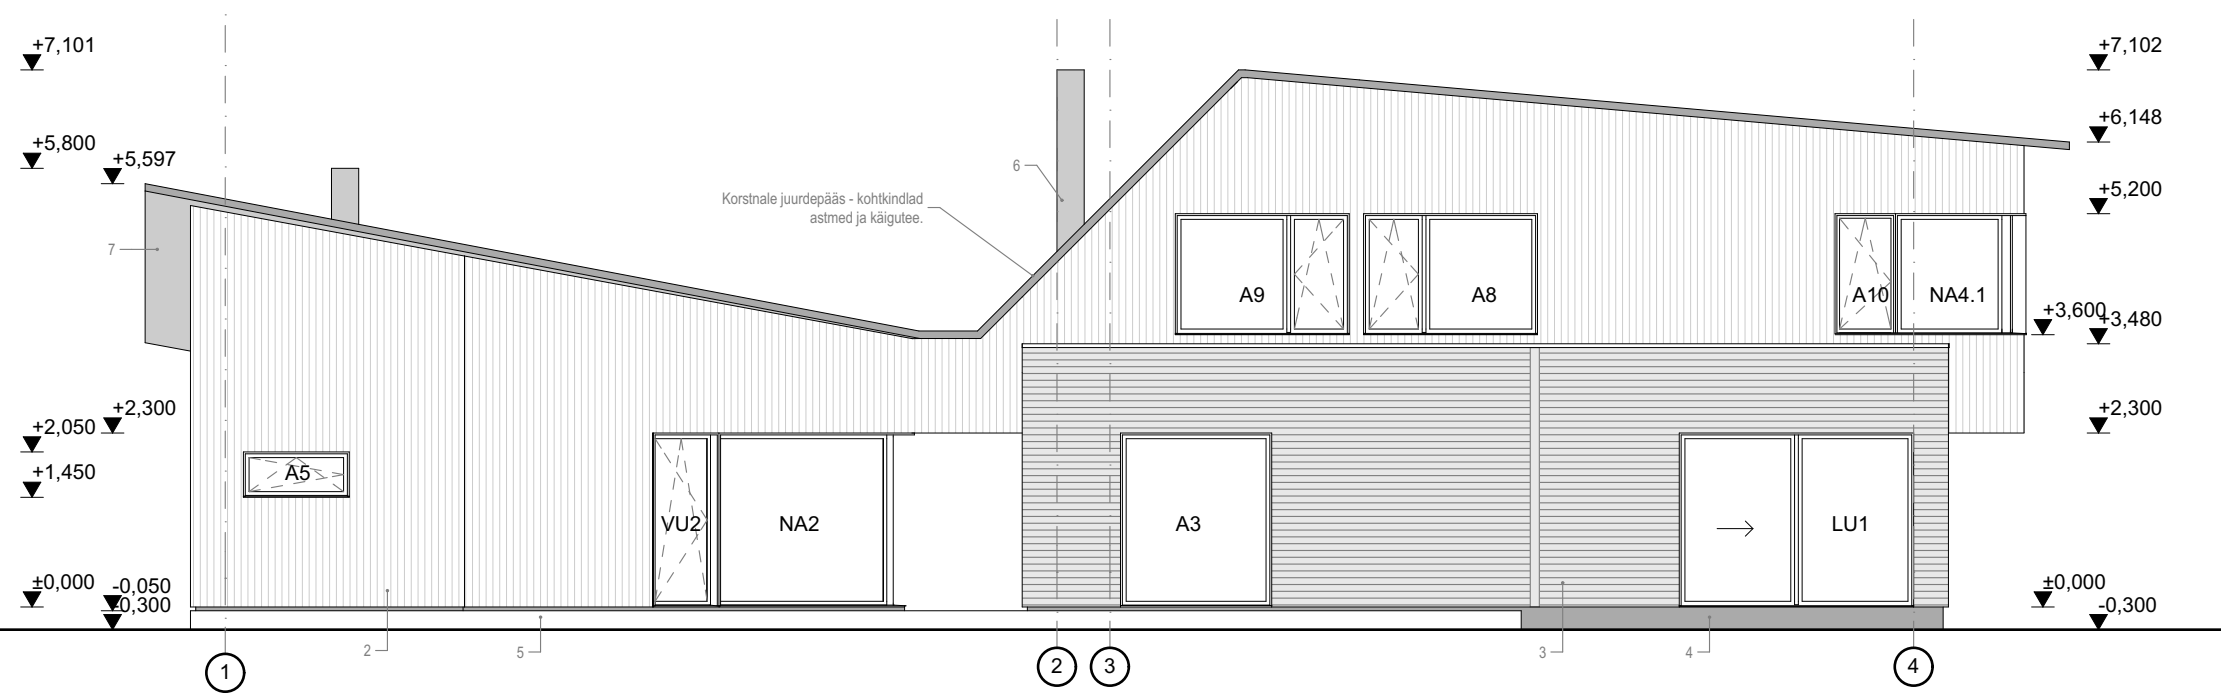 +7,101
+7,102
+6,148
+5,800
+5,597
6
Korstnale juurdepääs - kohtkindlad
astmed ja käigutee.
+5,200
7
A9
A8
A10
NA4.1
+3,600
+3,480
+2,300
+2,300
+2,050
+1,450
A5
VU2
NA2
A3
LU1
±0,000
-0,050
-0,300
±0,000
-0,300
2
5
3
4
1
2
3
4